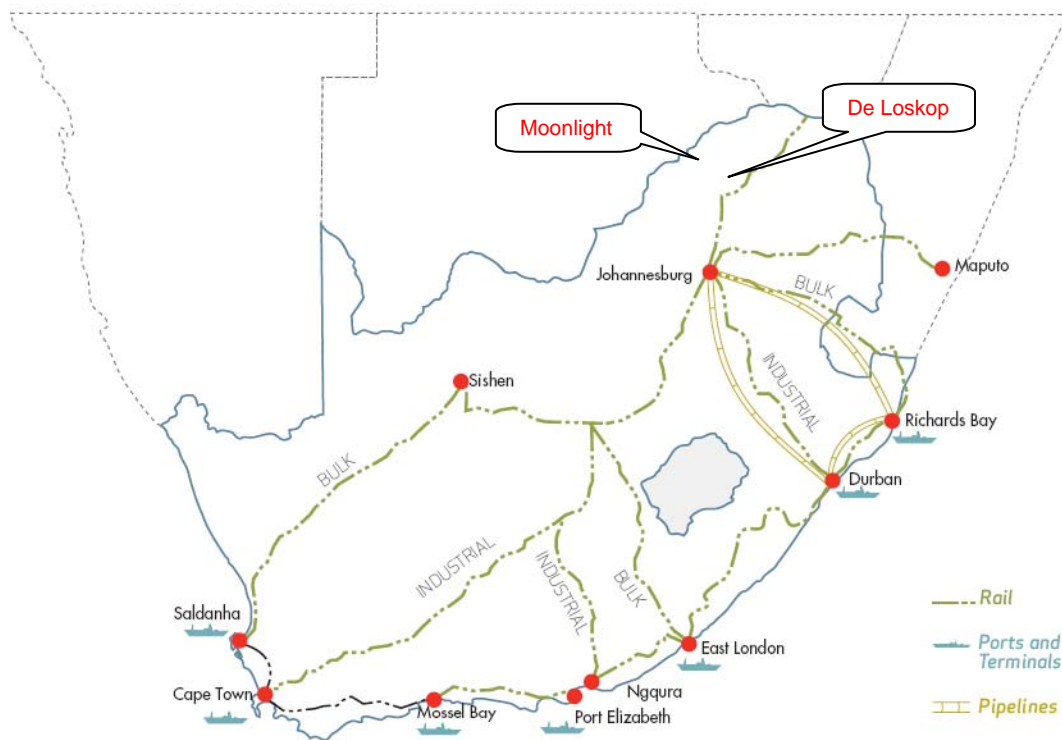 De Loskop
Moonlight
Johannesburg
Maputo
BULK
INDUSTRIAL
Sishen
Richards Bay
BULK
Durban
INDUSTRIAL
INDUSTRIAL
BULK
Rail
Saldanha
East London
Ports and
Terminals
Cape Town
Ngqura
Mossel Bay
Port Elizabeth
Pipelines